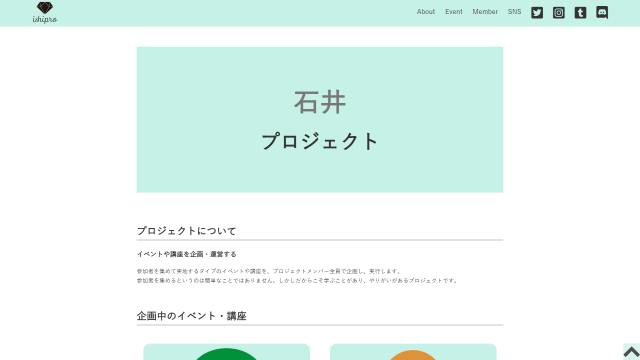 ishipro
About Event Member SNS
石井
プロジェクト
プロジェクトについて
イベントや講座を企画・運営する
参加者を集めて実地するタイプのイベントや講座を、プロジェクトメンバー全員で企画し、実行します。
参加者を集めるというのは簡単なことではありません。しかしだからこそ学ぶことがあり、やりがいがあるプロジェクトです。
企画中のイベント・講座